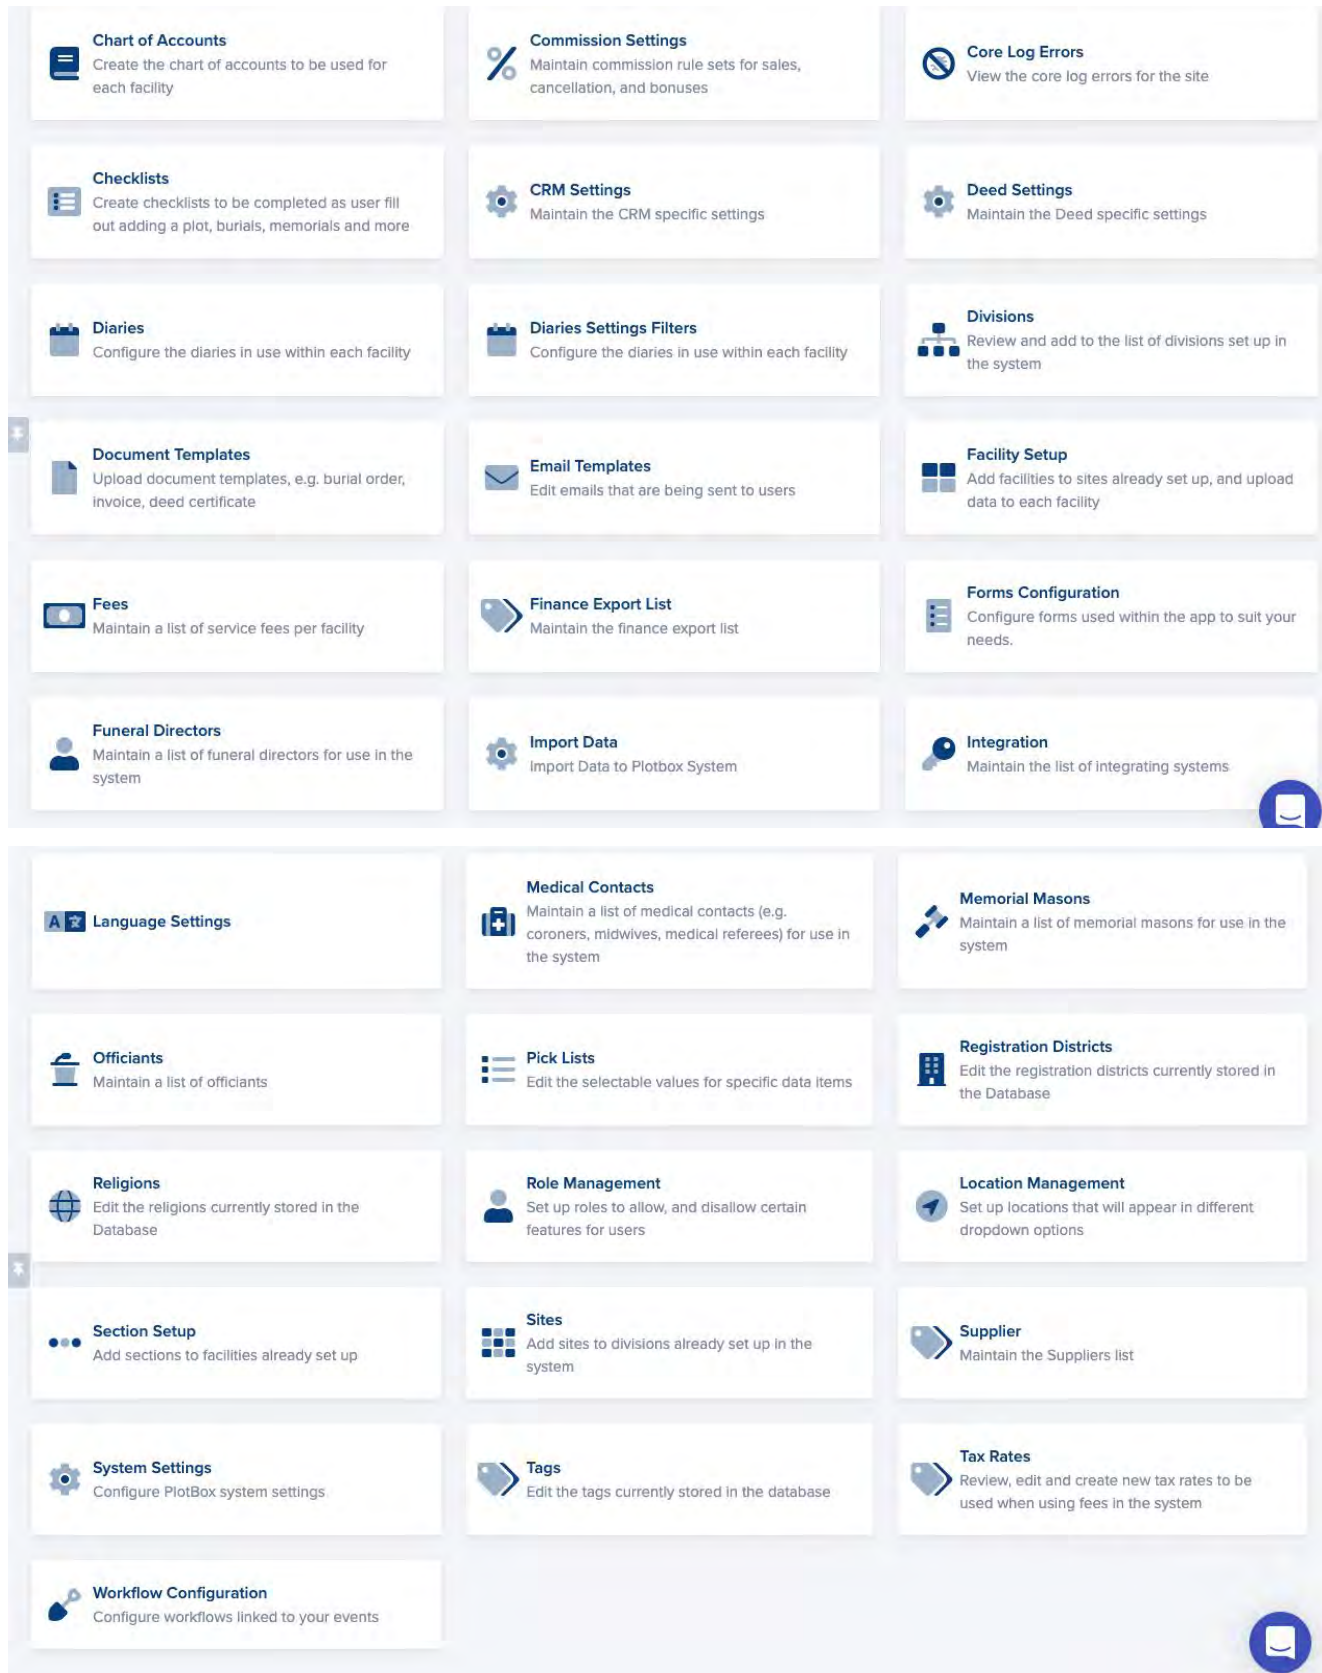 Chart of Accounts
Create the chart of accounts to be used for
each facility
Commission Settings
Maintain commission rule sets for sales,
cancellation, and bonuses
Core Log Errors
View the core log errors for the site
Checklists
Create checklists to be completed as user fill
out adding a plot, burials, memorials and more
CRM Settings
Maintain the CRM specific settings
Deed Settings
Maintain the Deed specific settings
Diaries
Configure the diaries in use within each facility
Diaries Settings Filters
Configure the diaries in use within each facility
Divisions
Review and add to the list of divisions set up in
the system
Document Templates
Upload document templates, e.g. burial order,
invoice, deed certificate
Email Templates
Edit emails that are being sent to users
Facility Setup
Add facilities to sites already set up, and upload
data to each facility
Fees
Maintain a list of service fees per facility
Finance Export List
Maintain the finance export list
Forms Configuration
Configure forms used within the app to suit your
needs.
Funeral Directors
Maintain a list of funeral directors for use in the
system
Import Data
Import Data to Plotbox System
Integration
Maintain the list of integrating systems
A 文 Language Settings
Medical Contacts
Maintain a list of medical contacts (e.g.
coroners, midwives, medical referees) for use in
the system
Memorial Masons
Maintain a list of memorial masons for use in the
system
Officiants
Maintain a list of officiants
Pick Lists
Edit the selectable values for specific data items
Registration Districts
Edit the registration districts currently stored in
the Database
Religions
Edit the religions currently stored in the
Database
Role Management
Set up roles to allow, and disallow certain
features for users
Location Management
Set up locations that will appear in different
dropdown options
Section Setup
Add sections to facilities already set up
Sites
Add sites to divisions already set up in the
system
Supplier
Maintain the Suppliers list
System Settings
Configure PlotBox system settings
Tags
Edit the tags currently stored in the database
Tax Rates
Review, edit and create new tax rates to be
used when using fees in the system
Workflow Configuration
Configure workflows linked to your events